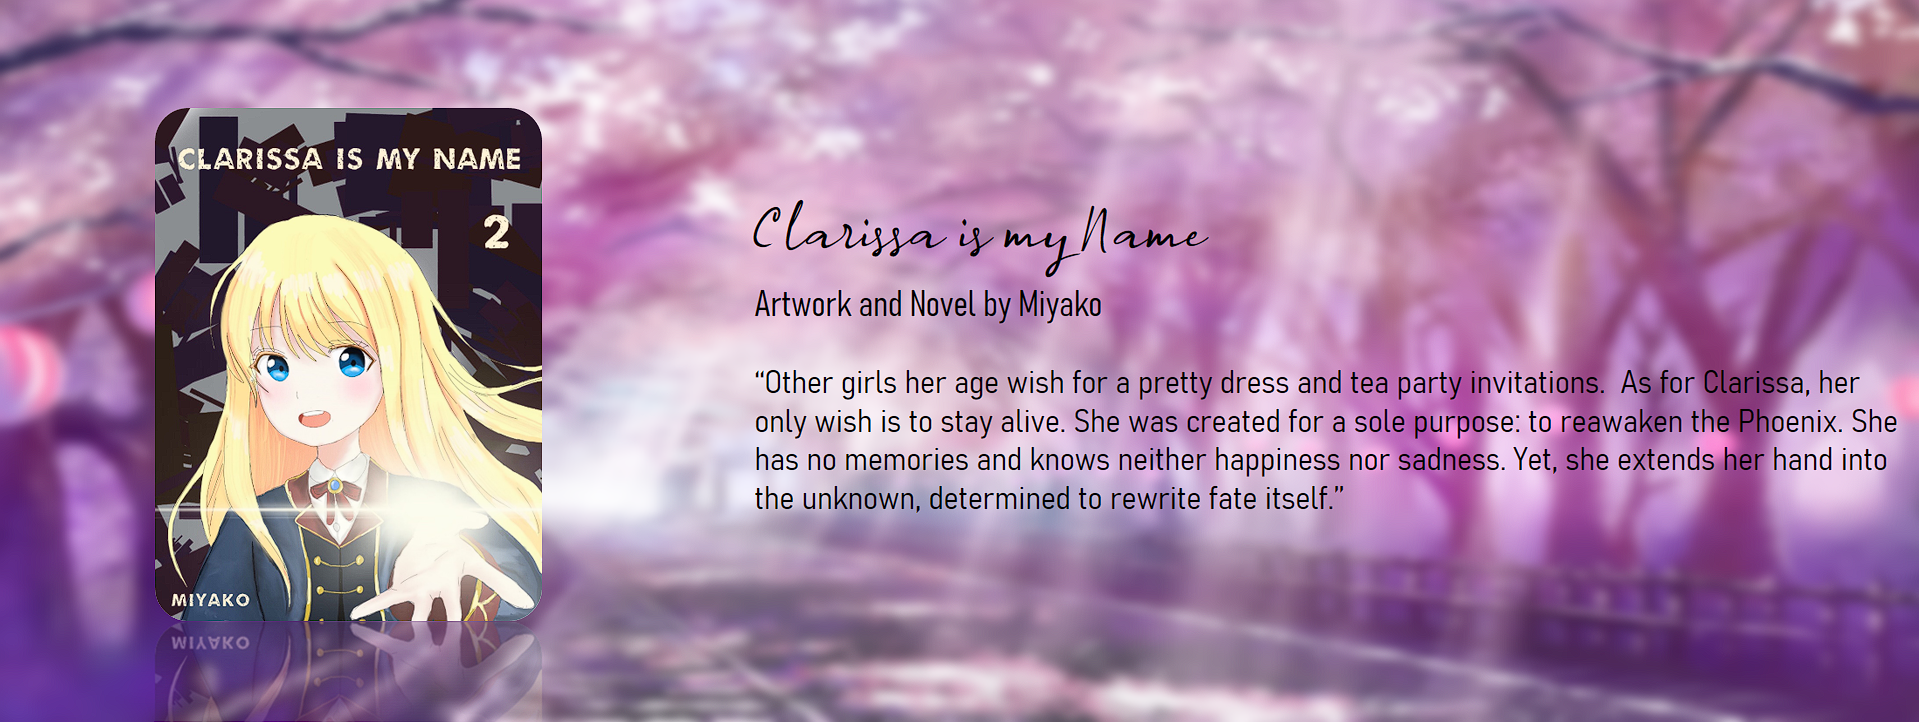 CLARISSA IS MY NAME
2
MIYAKO
MIYAKO
Clarissa is my Name
Artwork and Novel by Miyako
“Other girls her age wish for a pretty dress and tea party invitations.  As for Clarissa, her
only wish is to stay alive. She was created for a sole purpose: to reawaken the Phoenix. She
has no memories and knows neither happiness nor sadness. Yet, she extends her hand into
the unknown, determined to rewrite fate itself.”